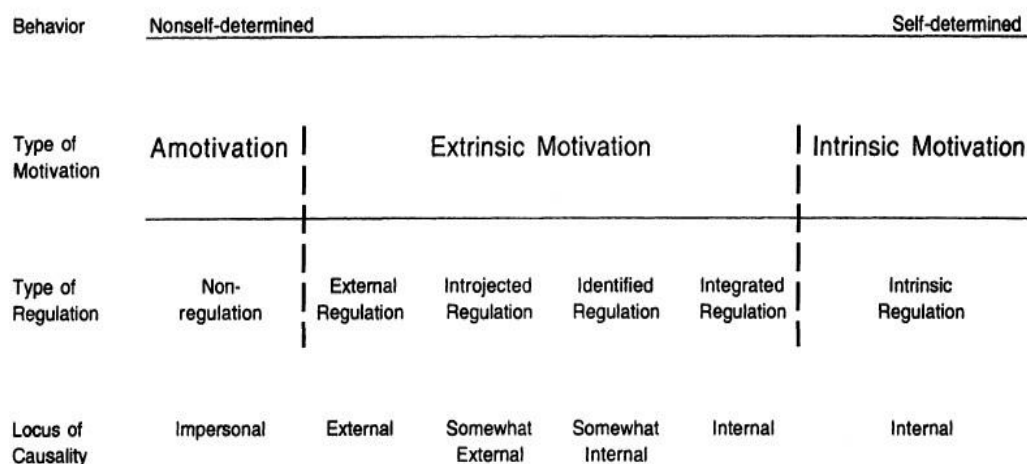 Behavior Nonself-determined Self-determined
Type of Motivation Amotivation Extrinsic Motivation Intrinsic Motivation
Type of Regulation Non-regulation External Regulation Introjected Regulation Identified Regulation Integrated Regulation Intrinsic Regulation
Locus of Causality Impersonal External Somewhat External Somewhat Internal Internal Internal